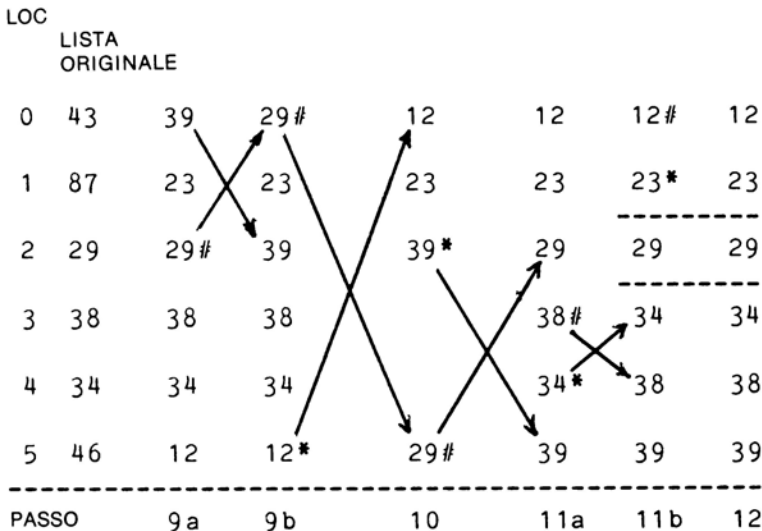 LOC
LISTA
ORIGINALE
0 43 39 29# 12 12 12# 12
1 87 23 23 23 23 23* 23
2 29 29# 39 39* 29 29 29
3 38 38 38 38# 34 34
4 34 34 34 34* 38 38
5 46 12 12* 29# 39 39 39
PASSO 9a 9b 10 11a 11b 12